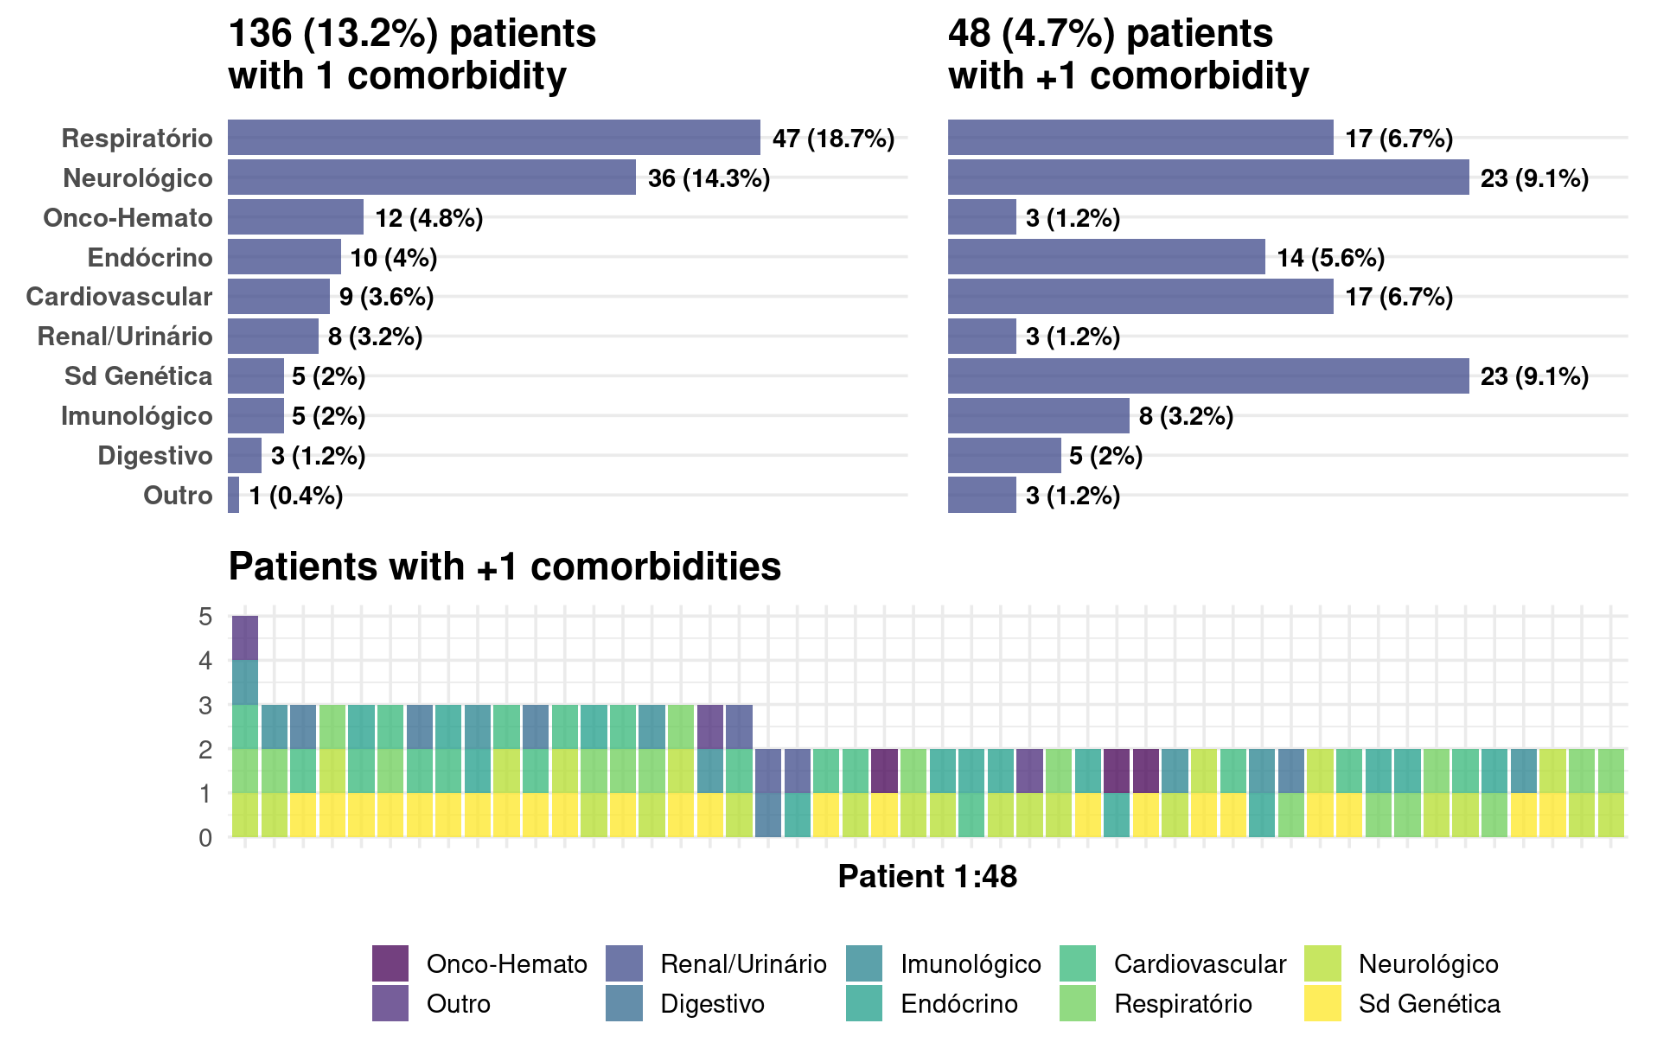 136 (13.2%) patients
with 1 comorbidity
48 (4.7%) patients
with +1 comorbidity
Respiratório 47 (18.7%) 17 (6.7%)
Neurológico 36 (14.3%) 23 (9.1%)
Onco-Hemato 12 (4.8%) 3 (1.2%)
Endócrino 10 (4%) 14 (5.6%)
Cardiovascular 9 (3.6%) 17 (6.7%)
Renal/Urinário 8 (3.2%) 3 (1.2%)
Sd Genética 5 (2%) 23 (9.1%)
Imunológico 5 (2%) 8 (3.2%)
Digestivo 3 (1.2%) 5 (2%)
Outro 1 (0.4%) 3 (1.2%)
Patients with +1 comorbidities
5
4
3
2
1
0
Patient 1:48
Onco-Hemato Renal/Urinário Imunológico Cardiovascular Neurológico
Outro Digestivo Endócrino Respiratório Sd Genética